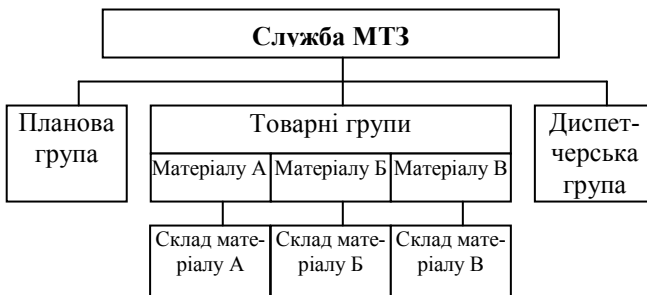 Служба МТЗ
Планова
група
Товарні групи
Матеріалу А Матеріалу Б Матеріалу В
Диспет-
черська
група
Склад мате-
ріалу А
Склад мате-
ріалу Б
Склад мате-
ріалу В